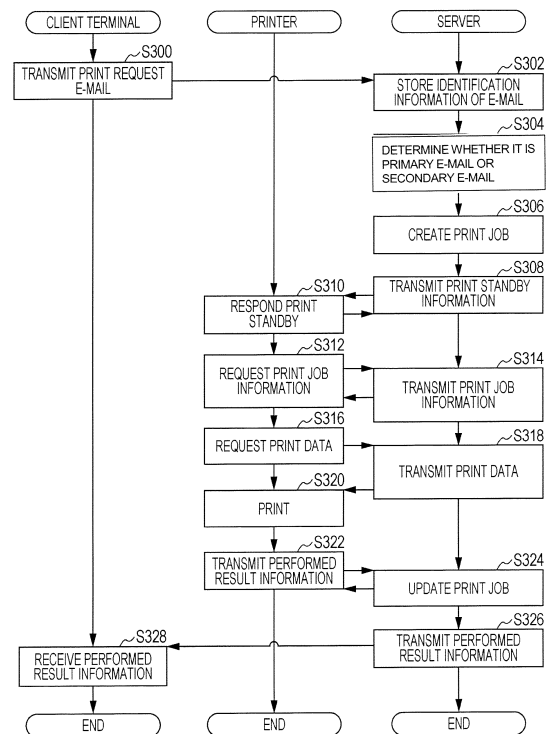 CLIENT TERMINAL
PRINTER
SERVER
S300
TRANSMIT PRINT REQUEST
E-MAIL
S302
STORE IDENTIFICATION
INFORMATION OF E-MAIL
S304
DETERMINE WHETHER IT IS
PRIMARY E-MAIL OR
SECONDARY E-MAIL
S306
CREATE PRINT JOB
S308
TRANSMIT PRINT STANDBY
INFORMATION
S310
RESPOND PRINT
STANDBY
S312
REQUEST PRINT JOB
INFORMATION
S314
TRANSMIT PRINT JOB
INFORMATION
S316
REQUEST PRINT DATA
S318
TRANSMIT PRINT DATA
S320
PRINT
S322
TRANSMIT PERFORMED
RESULT INFORMATION
S324
UPDATE PRINT JOB
S326
TRANSMIT PERFORMED
RESULT INFORMATION
S328
RECEIVE PERFORMED
RESULT INFORMATION
END
END
END